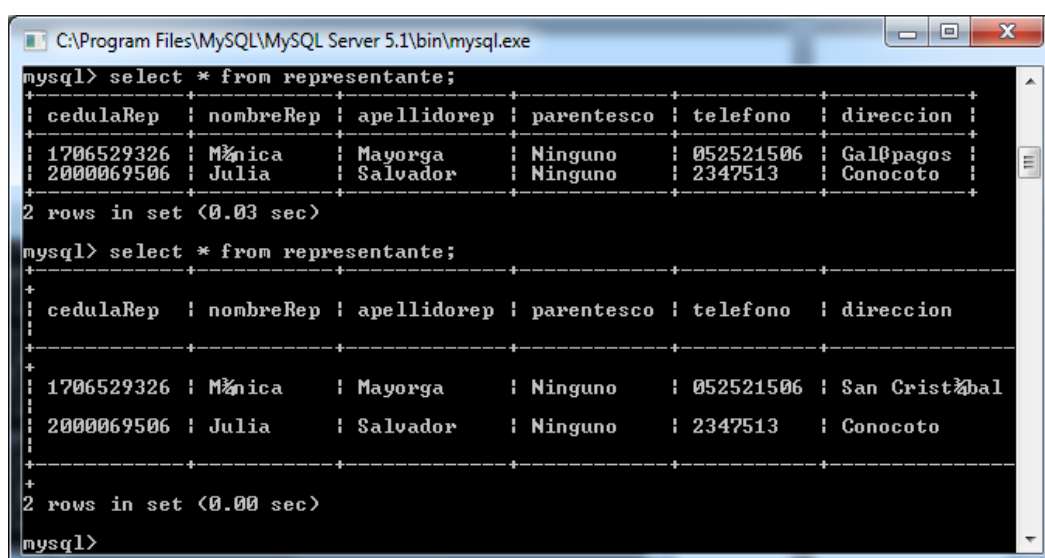 C:\Program Files\MySQL\MySQL Server 5.1\bin\mysql.exe
mysql> select * from representante;
+------------+-----------+-------------+------------+-----------+-----------+
| cedulaRep  | nombreRep | apellidorep | parentesco | telefono  | direccion |
+------------+-----------+-------------+------------+-----------+-----------+
| 1706529326 | M¾nica    | Mayorga     | Ninguno    | 052521506 | Galßpagos |
| 2000069506 | Julia     | Salvador    | Ninguno    | 2347513   | Conocoto  |
+------------+-----------+-------------+------------+-----------+-----------+
2 rows in set (0.03 sec)
mysql> select * from representante;
+------------+-----------+-------------+------------+-----------+---------------
+
| cedulaRep  | nombreRep | apellidorep | parentesco | telefono  | direccion
|
+------------+-----------+-------------+------------+-----------+---------------
+
| 1706529326 | M¾nica    | Mayorga     | Ninguno    | 052521506 | San Crist¾bal
|
| 2000069506 | Julia     | Salvador    | Ninguno    | 2347513   | Conocoto
|
+------------+-----------+-------------+------------+-----------+---------------
+
2 rows in set (0.00 sec)
mysql>